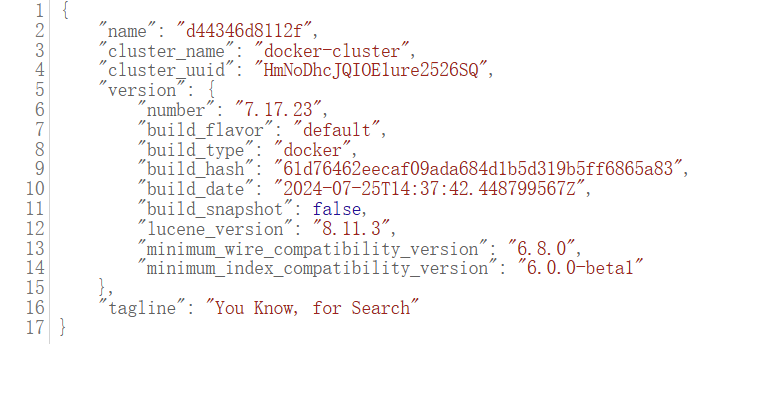 1 {
2 "name": "d44346d8112f",
3 "cluster_name": "docker-cluster",
4 "cluster_uuid": "HmNoDhcJQIOE1ure2526SQ",
5 "version": {
6 "number": "7.17.23",
7 "build_flavor": "default",
8 "build_type": "docker",
9 "build_hash": "61d76462eecaf09ada684d1b5d319b5ff6865a83",
10 "build_date": "2024-07-25T14:37:42.448799567Z",
11 "build_snapshot": false,
12 "lucene_version": "8.11.3",
13 "minimum_wire_compatibility_version": "6.8.0",
14 "minimum_index_compatibility_version": "6.0.0-beta1"
15 },
16 "tagline": "You Know, for Search"
17 }